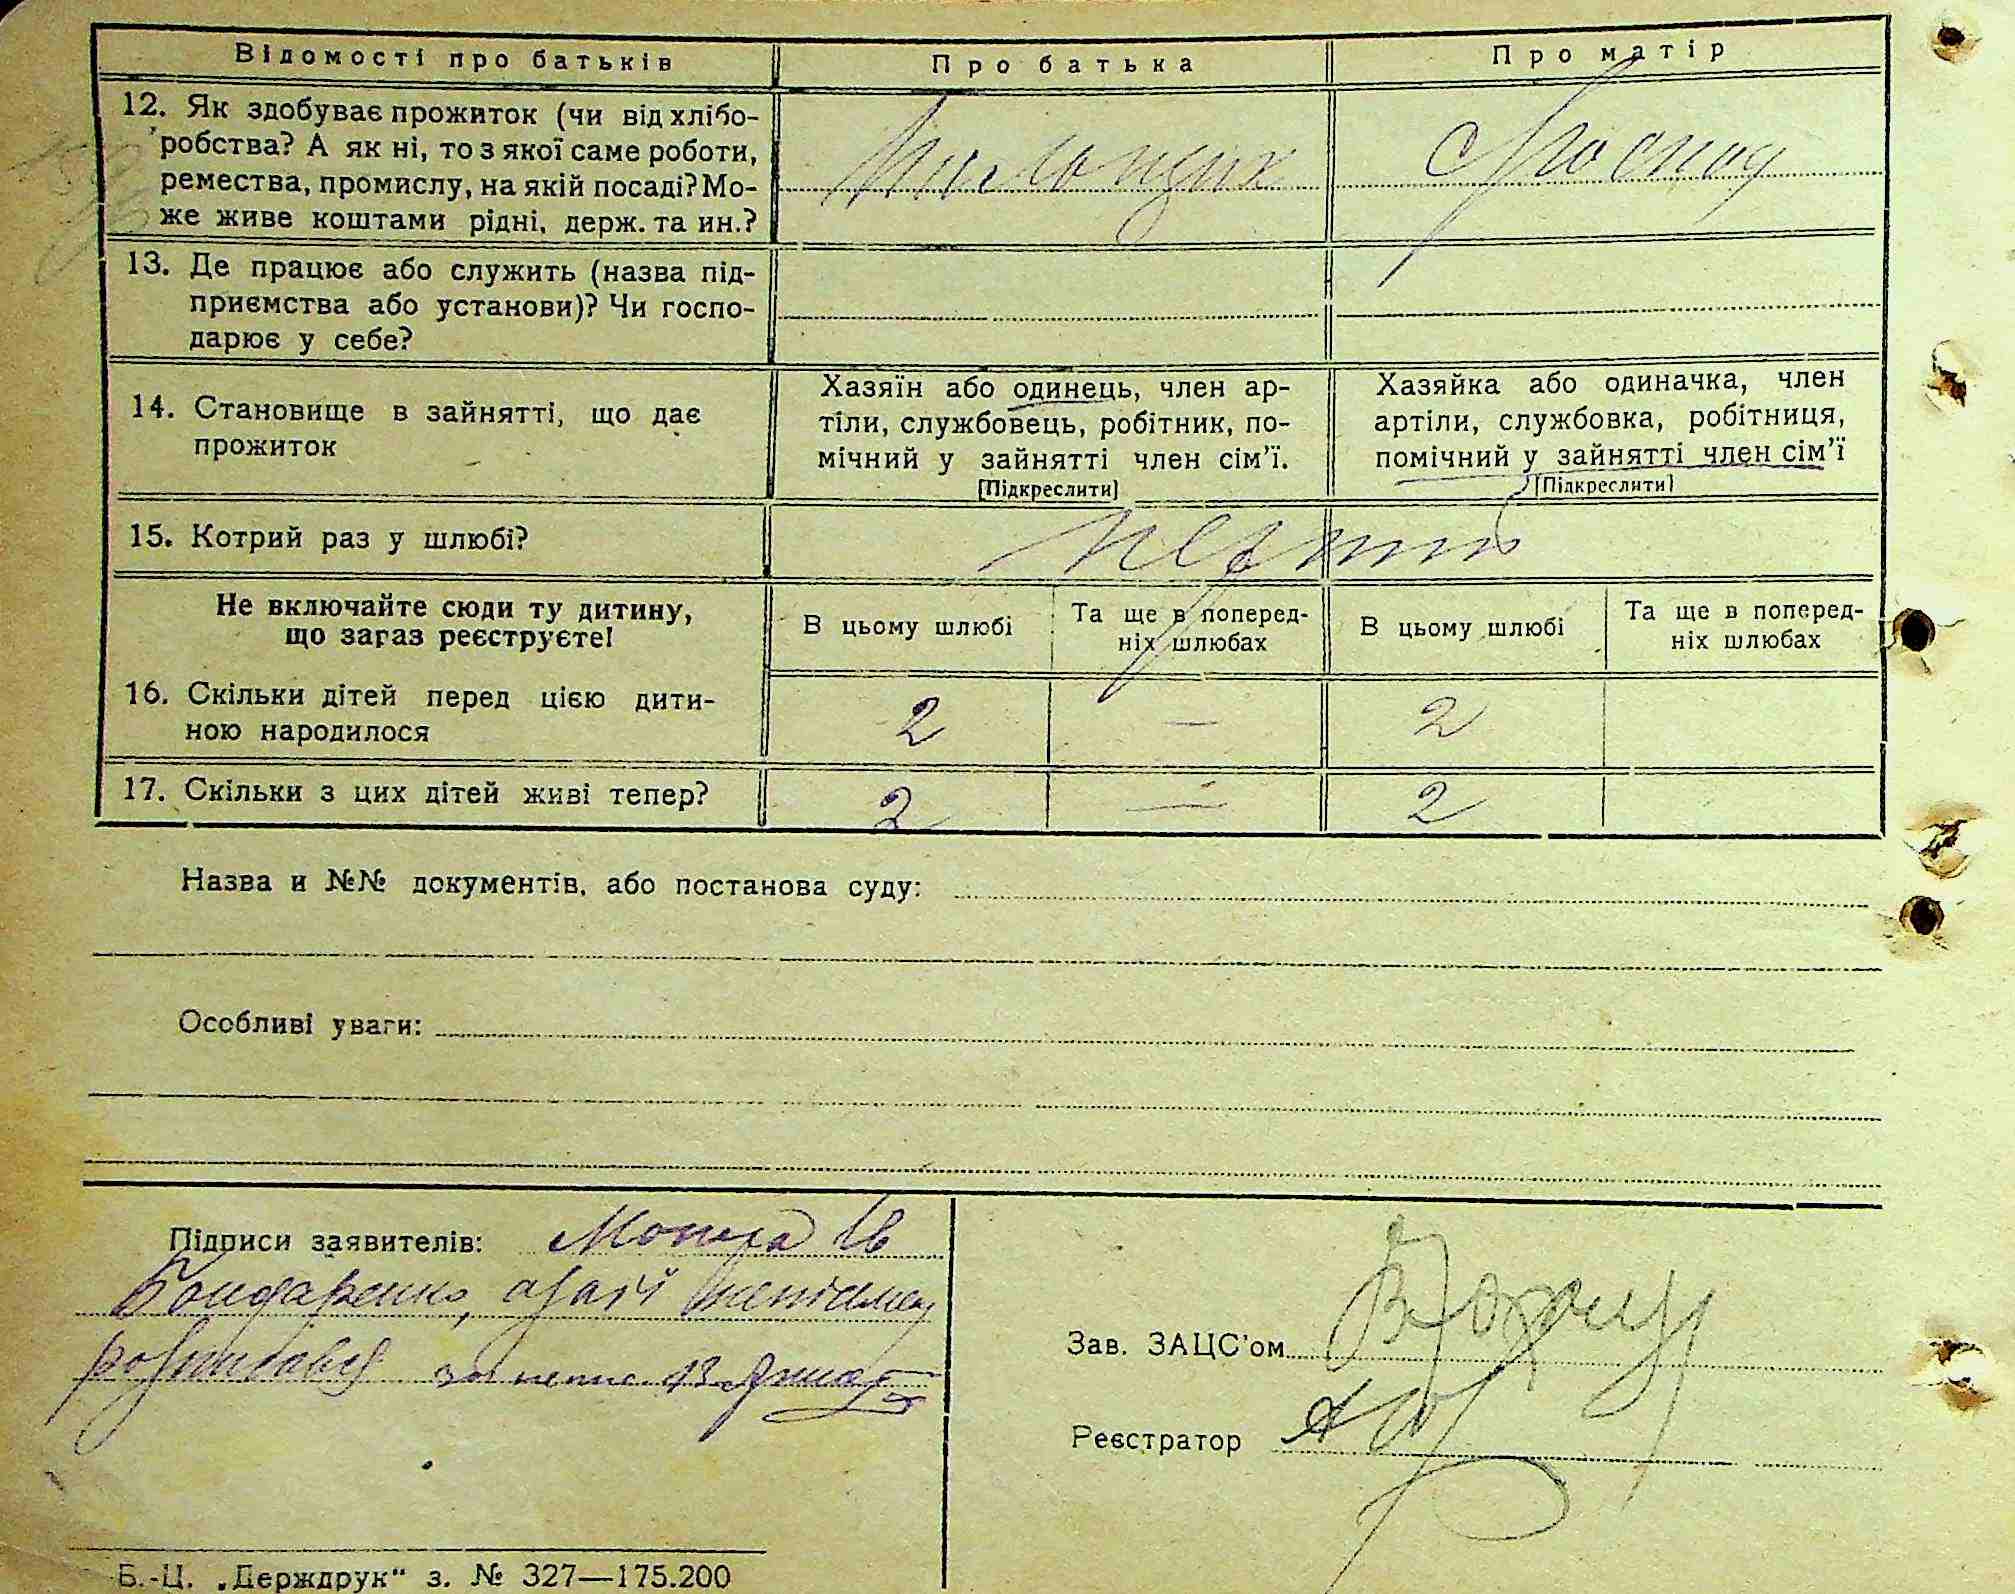 Відомості про батьків
Про батька
Про матір
12. Як здобуває прожиток (чи від хлібо-
робства? А як ні, то з якої саме роботи,
ремества, промислу, на якій посаді? Мо-
же живе коштами рідні, держ. та ин.?
13. Де працює або служить (назва під-
приємства або установи)? Чи госпо-
дарює у себе?
14. Становище в зайнятті, що дає
прожиток
Хазяїн або одинець, член ар-
тіли, службовець, робітник, по-
мічний у зайнятті член сім'ї.
[Підкреслити]
Хазяйка або одиначка, член
артіли, службовка, робітниця,
помічний у зайнятті член сім'ї
[Підкреслити]
15. Котрий раз у шлюбі?
перший
Не включайте сюди ту дитину,
що зараз реєструєте!
В цьому шлюбі
Та ще в поперед-
ніх шлюбах
В цьому шлюбі
Та ще в поперед-
ніх шлюбах
16. Скільки дітей перед цією дити-
ною народилося
2
—
2
17. Скільки з цих дітей живі тепер?
2
—
2
Назва и №№ документів, або постанова суду:
Особливі уваги:
Підписи заявителів:
Бондаренко,
Зав. ЗАЦС'ом
Реєстратор
Б.-Ц. „Держдрук" з. № 327—175.200